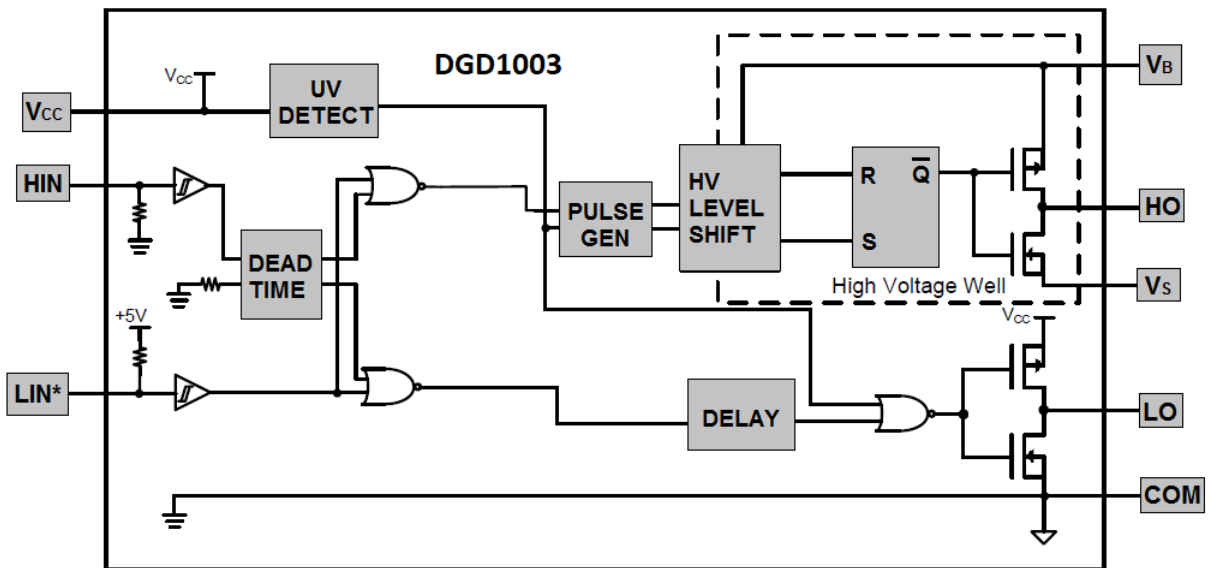 DGD1003
VCC
UV
DETECT
VB
VCC
HIN
HV
LEVEL
SHIFT
R
Q̅
S
PULSE
GEN
HO
DEAD
TIME
High Voltage Well
VS
+5V
VCC
LIN*
DELAY
LO
COM